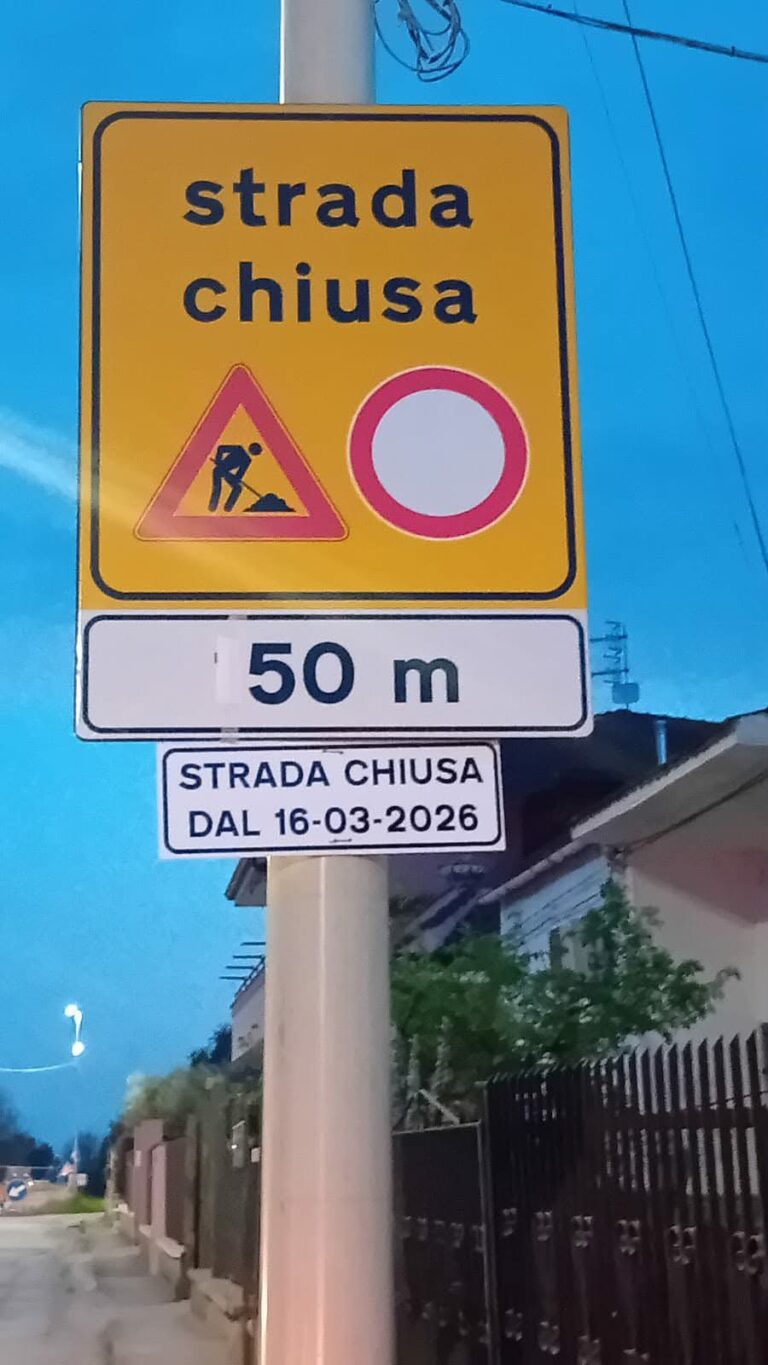 strada
chiusa
50 m
STRADA CHIUSA
DAL 16-03-2026